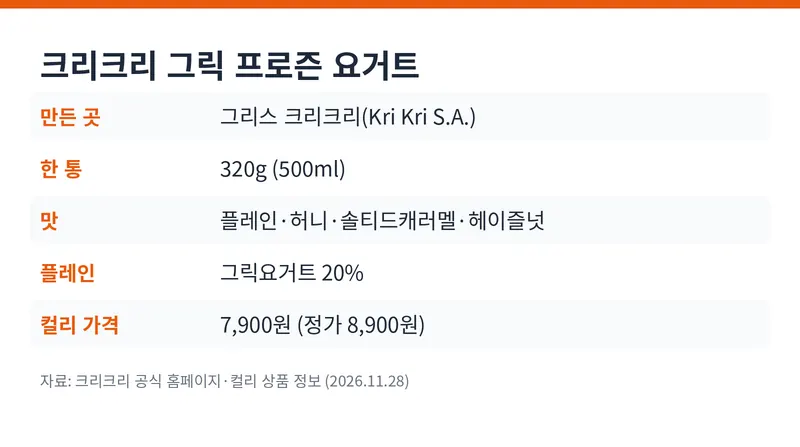 크리크리 그릭 프로즌 요거트
만든 곳 그리스 크리크리(Kri Kri S.A.)
한 통 320g (500ml)
맛 플레인·허니·솔티드캐러멜·헤이즐넛
플레인 그릭요거트 20%
컬리 가격 7,900원 (정가 8,900원)
자료: 크리크리 공식 홈페이지·컬리 상품 정보 (2026.11.28)